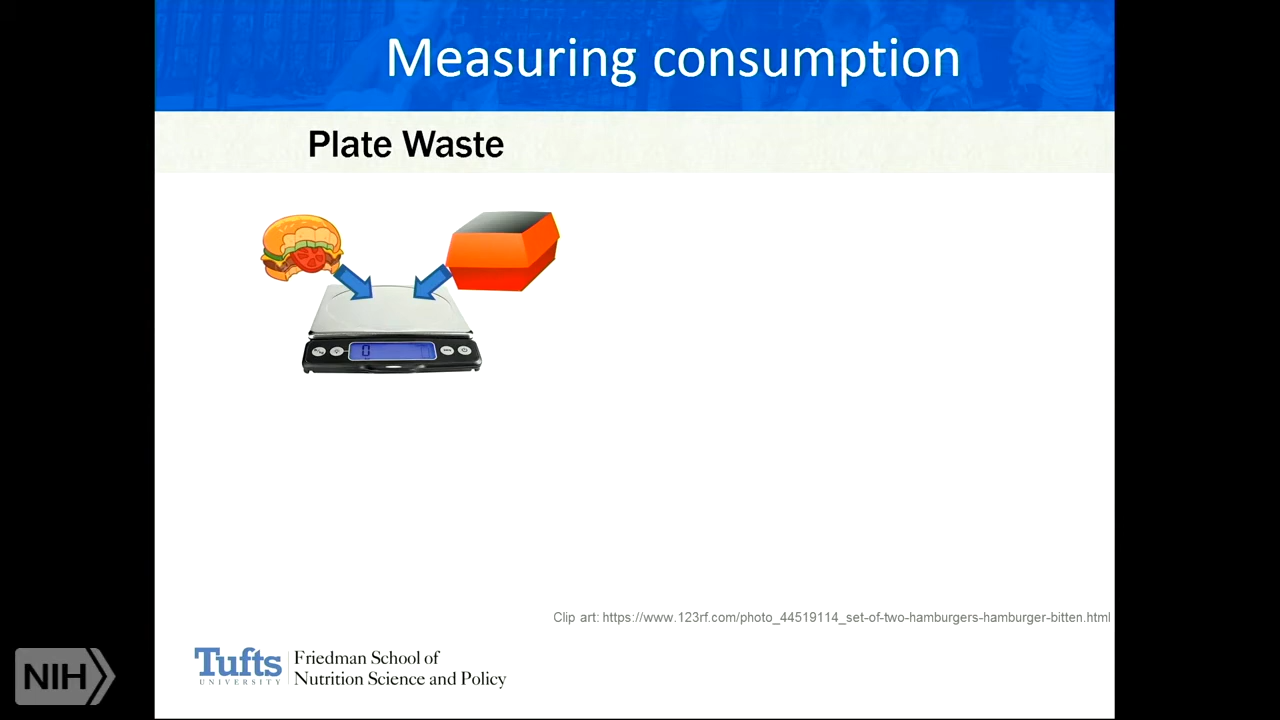 Measuring consumption
Plate Waste
0
Clip art: https://www.123rf.com/photo_44519114_set-of-two-hamburgers-hamburger-bitten.html
Tufts
UNIVERSITY
Friedman School of
Nutrition Science and Policy
NIH